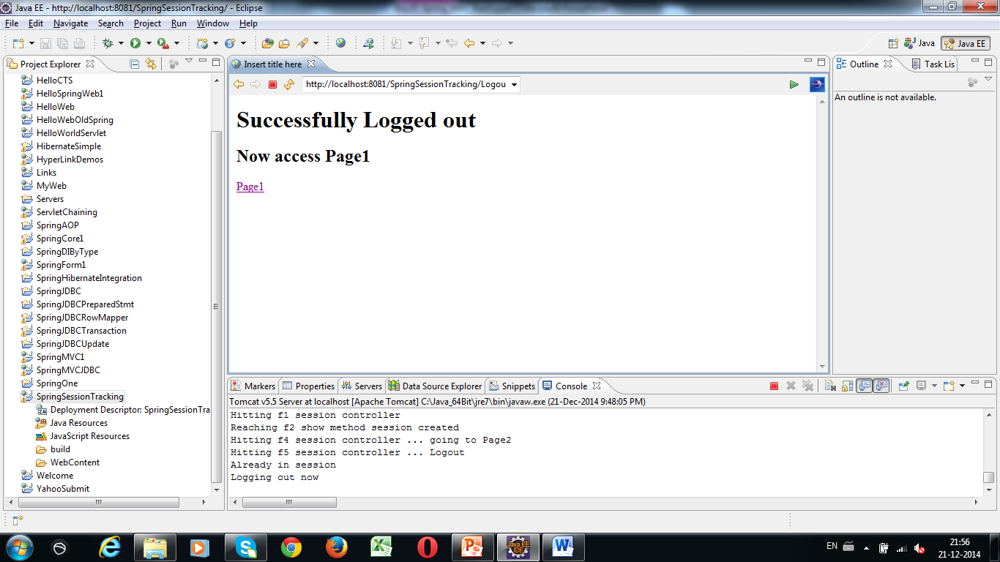 Java EE - http://localhost:8081/SpringSessionTracking/ - Eclipse
File Edit Navigate Search Project Run Window Help
Java
Java EE
Project Explorer
HelloCTS
HelloSpringWeb1
HelloWeb
HelloWebOldSpring
HelloWorldServlet
HibernateSimple
HyperLinkDemos
Links
MyWeb
Servers
ServletChaining
SpringAOP
SpringCore1
SpringDIByType
SpringForm1
SpringHibernateIntegration
SpringJDBC
SpringJDBCPreparedStmt
SpringJDBCRowMapper
SpringJDBCTransaction
SpringJDBCUpdate
SpringMVC1
SpringMVCJDBC
SpringOne
SpringSessionTracking
Deployment Descriptor: SpringSessionTra
Java Resources
JavaScript Resources
build
WebContent
Welcome
YahooSubmit
Insert title here
http://localhost:8081/SpringSessionTracking/Logou
Successfully Logged out
Now access Page1
Page1
Outline Task Lis
An outline is not available.
Markers Properties Servers Data Source Explorer Snippets Console
Tomcat v5.5 Server at localhost [Apache Tomcat] C:\Java_64Bit\jre7\bin\javaw.exe (21-Dec-2014 9:48:05 PM)
Hitting f1 session controller
Reaching f2 show method session created
Hitting f4 session controller ... going to Page2
Hitting f5 session controller ... Logout
Already in session
Logging out now
Java EE
IDE
EN
21:56
21-12-2014